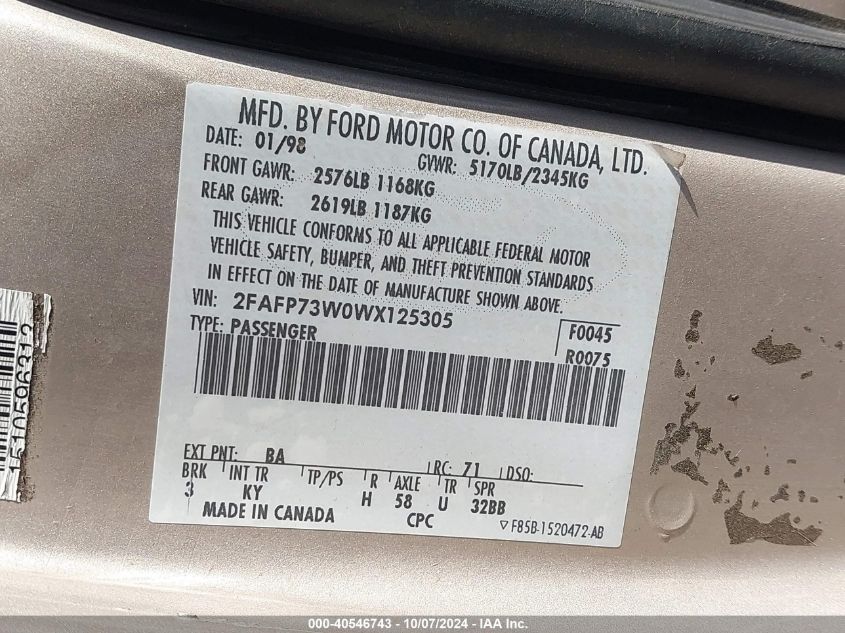 MFD. BY FORD MOTOR CO. OF CANADA, LTD.
DATE: 01/98 GVWR: 5170LB/2345KG
FRONT GAWR: 2576LB 1168KG
REAR GAWR: 2619LB 1187KG
THIS VEHICLE CONFORMS TO ALL APPLICABLE FEDERAL MOTOR
VEHICLE SAFETY, BUMPER, AND THEFT PREVENTION STANDARDS
IN EFFECT ON THE DATE OF MANUFACTURE SHOWN ABOVE.
VIN: 2FAFP73W0WX125305
TYPE: PASSENGER
F0045
R0075
EXT PNT: BA RC: 71 DSO:
BRK INT TR TP/PS R AXLE TR SPR
3 KY H 58 U 32BB
MADE IN CANADA CPC
▽ F85B-1520472-AB
000-40546743 - 10/07/2024 - IAA Inc.